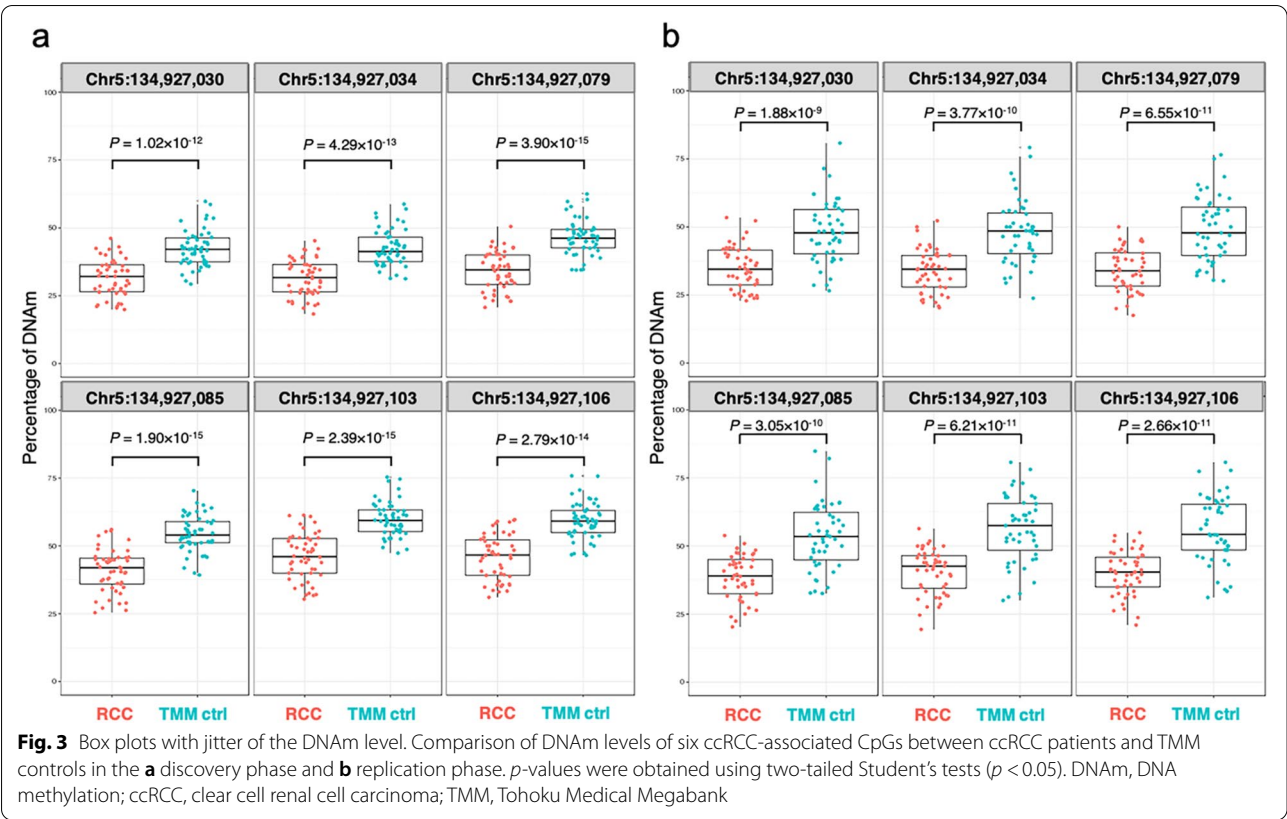 a
Chr5:134,927,030 Chr5:134,927,034 Chr5:134,927,079
100
75
50
25
0
P = 1.02×10-12 P = 4.29×10-13 P = 3.90×10-15
Percentage of DNAm
Chr5:134,927,085 Chr5:134,927,103 Chr5:134,927,106
100
75
50
25
0
P = 1.90×10-15 P = 2.39×10-15 P = 2.79×10-14
RCC TMM ctrl RCC TMM ctrl RCC TMM ctrl
b
Chr5:134,927,030 Chr5:134,927,034 Chr5:134,927,079
100
75
50
25
0
P = 1.88×10-9 P = 3.77×10-10 P = 6.55×10-11
Percentage of DNAm
Chr5:134,927,085 Chr5:134,927,103 Chr5:134,927,106
100
75
50
25
0
P = 3.05×10-10 P = 6.21×10-11 P = 2.66×10-11
RCC TMM ctrl RCC TMM ctrl RCC TMM ctrl
Fig. 3 Box plots with jitter of the DNAm level. Comparison of DNAm levels of six ccRCC-associated CpGs between ccRCC patients and TMM
controls in the a discovery phase and b replication phase. p-values were obtained using two-tailed Student's tests (p < 0.05). DNAm, DNA
methylation; ccRCC, clear cell renal cell carcinoma; TMM, Tohoku Medical Megabank